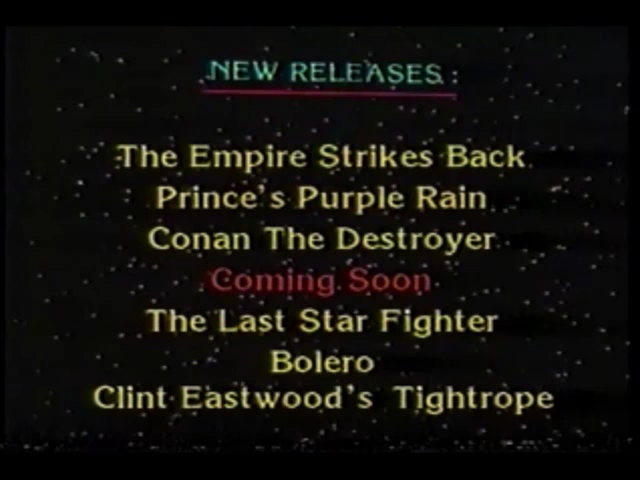 NEW RELEASES:
The Empire Strikes Back
Prince's Purple Rain
Conan The Destroyer
Coming Soon
The Last Star Fighter
Bolero
Clint Eastwood's Tightrope